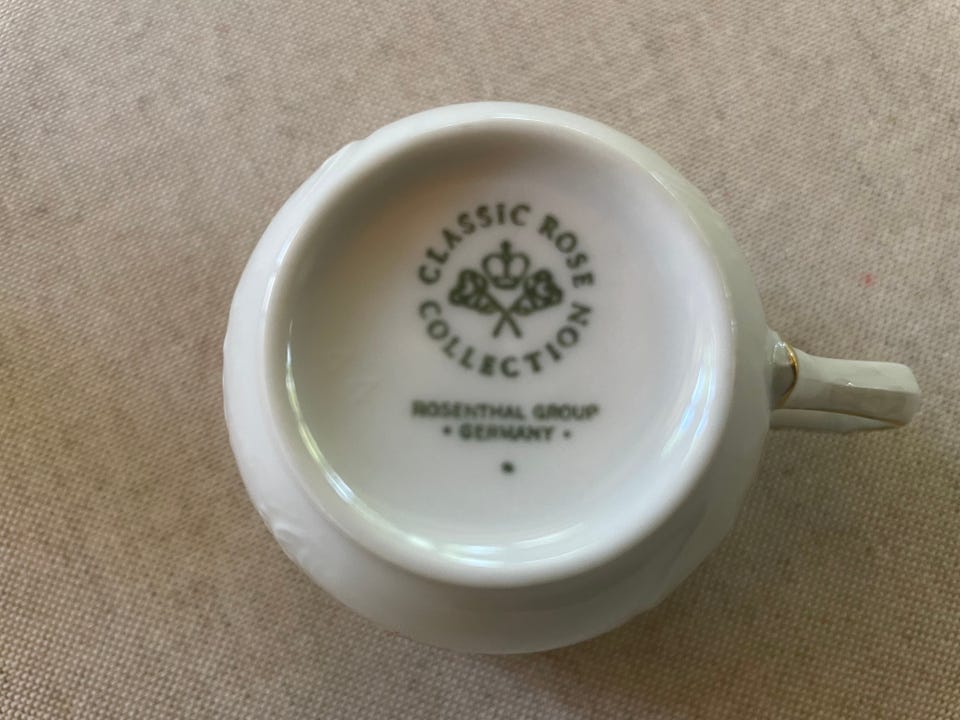 CLASSIC ROSE
COLLECTION
ROSENTHAL GROUP
• GERMANY •